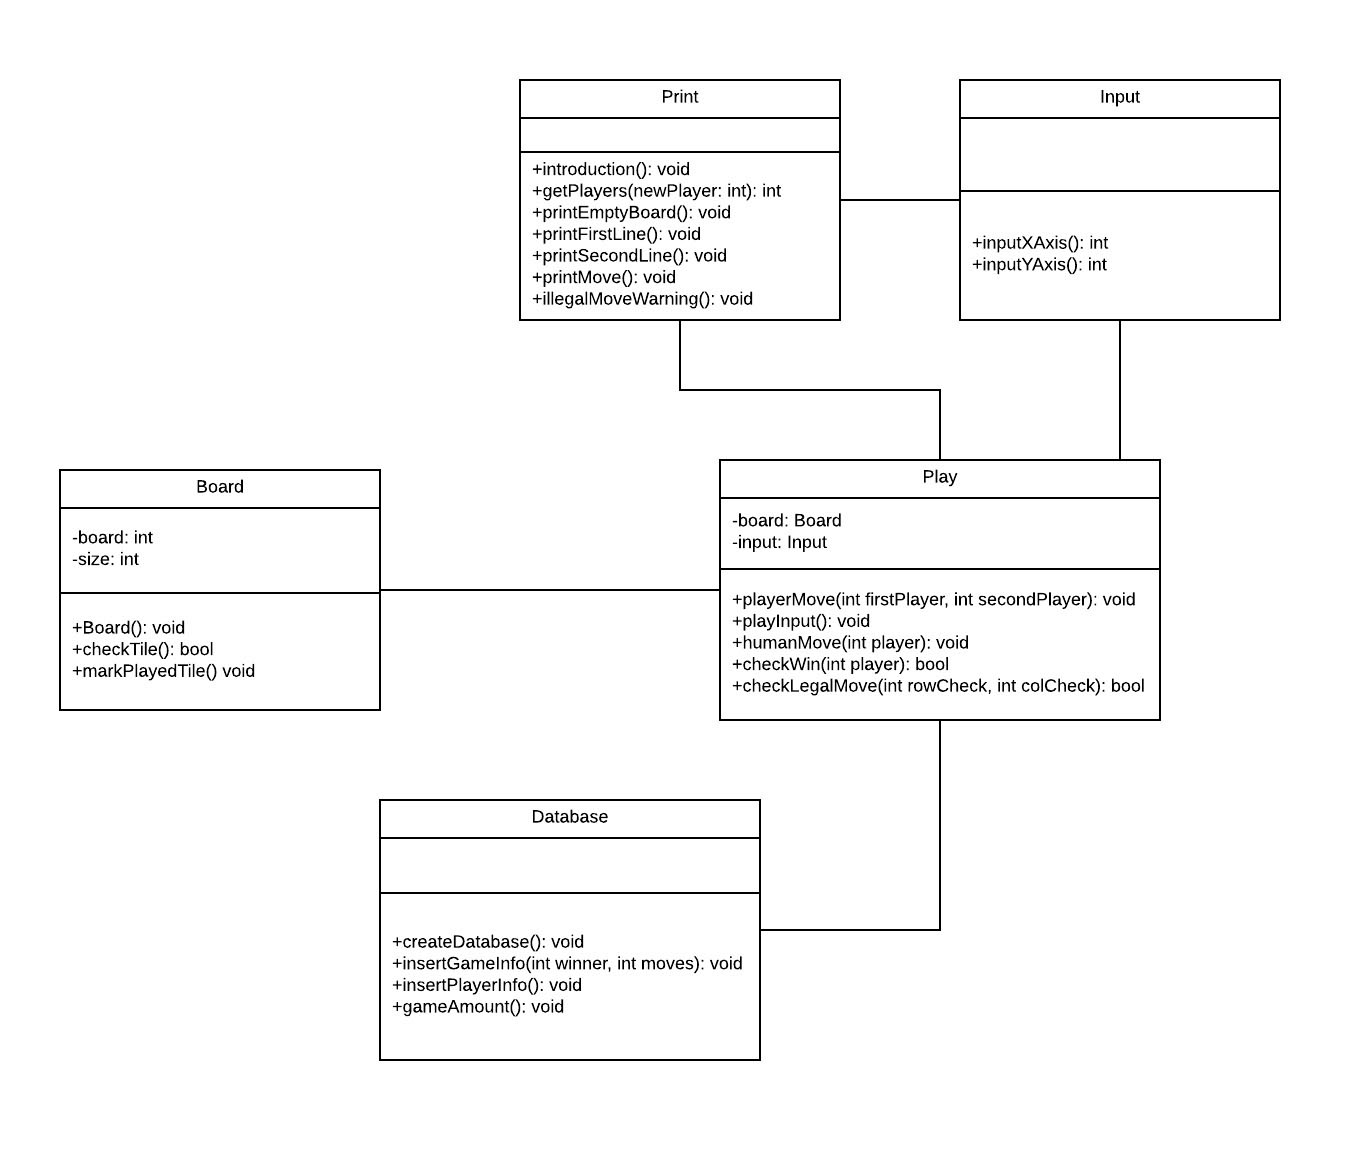 Print
+introduction(): void
+getPlayers(newPlayer: int): int
+printEmptyBoard(): void
+printFirstLine(): void
+printSecondLine(): void
+printMove(): void
+illegalMoveWarning(): void
Input
+inputXAxis(): int
+inputYAxis(): int
Board
-board: int
-size: int
+Board(): void
+checkTile(): bool
+markPlayedTile() void
Play
-board: Board
-input: Input
+playerMove(int firstPlayer, int secondPlayer): void
+playInput(): void
+humanMove(int player): void
+checkWin(int player): bool
+checkLegalMove(int rowCheck, int colCheck): bool
Database
+createDatabase(): void
+insertGameInfo(int winner, int moves): void
+insertPlayerInfo(): void
+gameAmount(): void